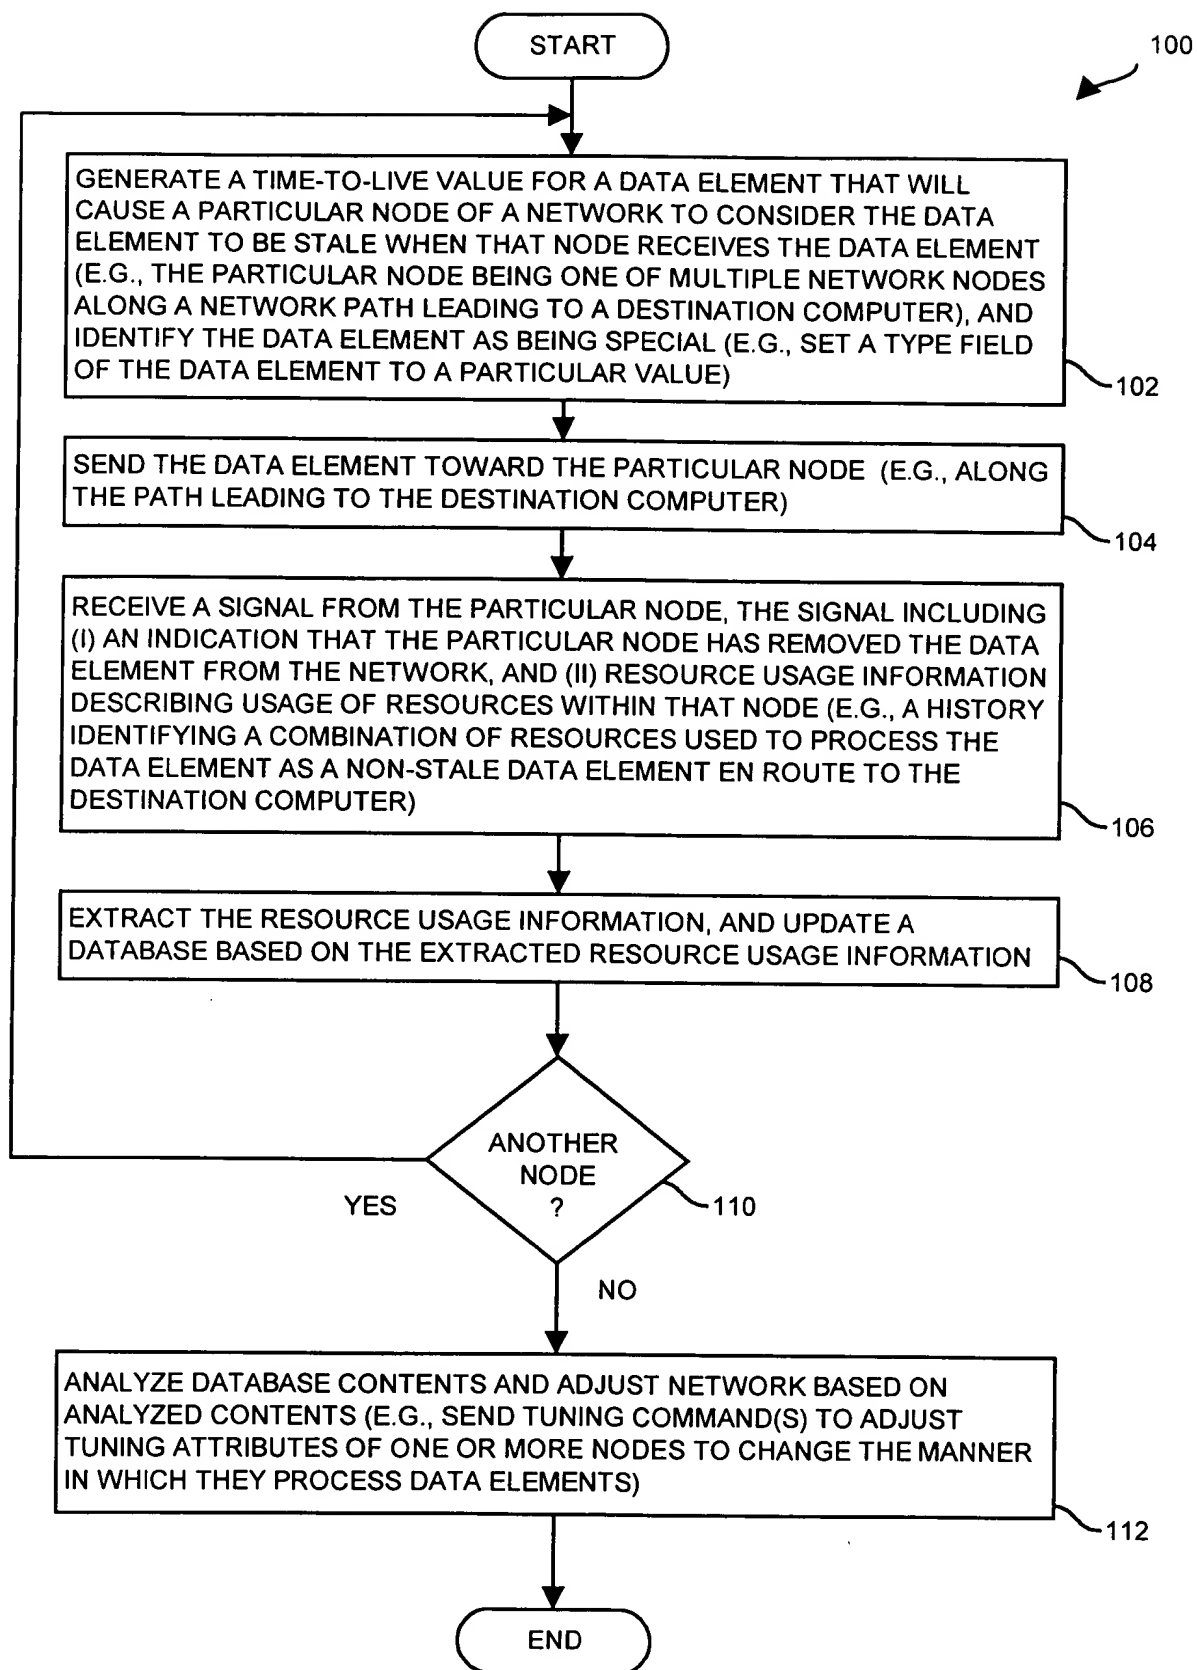 START
100
GENERATE A TIME-TO-LIVE VALUE FOR A DATA ELEMENT THAT WILL
CAUSE A PARTICULAR NODE OF A NETWORK TO CONSIDER THE DATA
ELEMENT TO BE STALE WHEN THAT NODE RECEIVES THE DATA ELEMENT
(E.G., THE PARTICULAR NODE BEING ONE OF MULTIPLE NETWORK NODES
ALONG A NETWORK PATH LEADING TO A DESTINATION COMPUTER), AND
IDENTIFY THE DATA ELEMENT AS BEING SPECIAL (E.G., SET A TYPE FIELD
OF THE DATA ELEMENT TO A PARTICULAR VALUE)
102
SEND THE DATA ELEMENT TOWARD THE PARTICULAR NODE (E.G., ALONG
THE PATH LEADING TO THE DESTINATION COMPUTER)
104
RECEIVE A SIGNAL FROM THE PARTICULAR NODE, THE SIGNAL INCLUDING
(I) AN INDICATION THAT THE PARTICULAR NODE HAS REMOVED THE DATA
ELEMENT FROM THE NETWORK, AND (II) RESOURCE USAGE INFORMATION
DESCRIBING USAGE OF RESOURCES WITHIN THAT NODE (E.G., A HISTORY
IDENTIFYING A COMBINATION OF RESOURCES USED TO PROCESS THE
DATA ELEMENT AS A NON-STALE DATA ELEMENT EN ROUTE TO THE
DESTINATION COMPUTER)
106
EXTRACT THE RESOURCE USAGE INFORMATION, AND UPDATE A
DATABASE BASED ON THE EXTRACTED RESOURCE USAGE INFORMATION
108
ANOTHER
NODE
?
110
YES
NO
ANALYZE DATABASE CONTENTS AND ADJUST NETWORK BASED ON
ANALYZED CONTENTS (E.G., SEND TUNING COMMAND(S) TO ADJUST
TUNING ATTRIBUTES OF ONE OR MORE NODES TO CHANGE THE MANNER
IN WHICH THEY PROCESS DATA ELEMENTS)
112
END